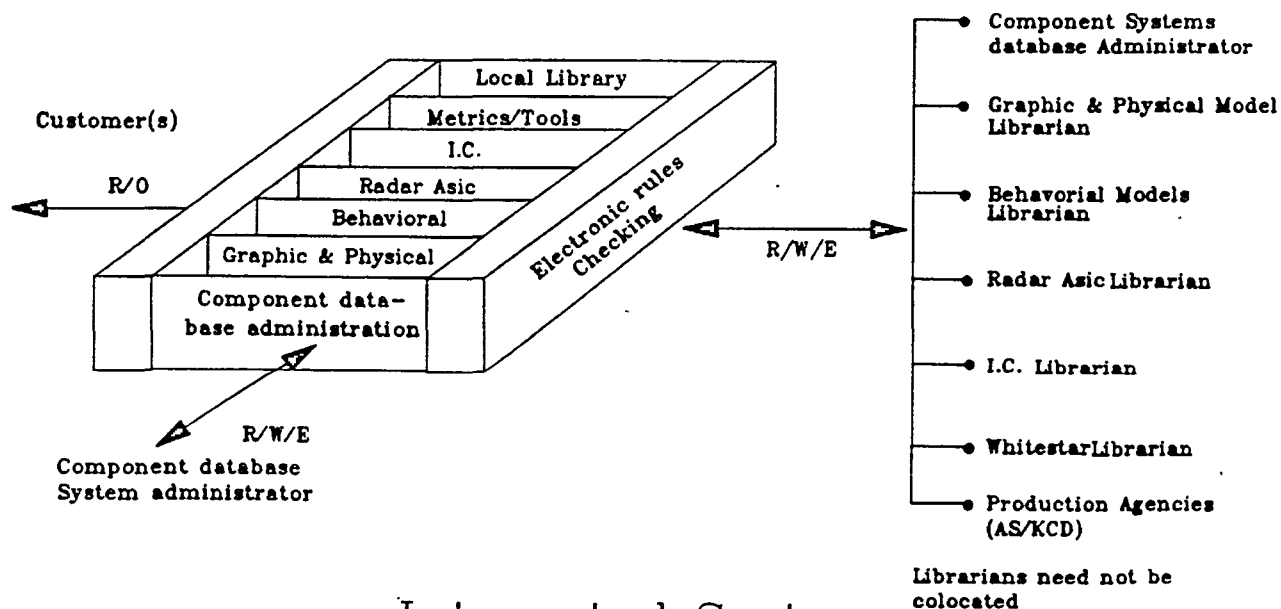 Customer(s)
R/O
Local Library
Metrics/Tools
I.C.
Radar Asic
Behavioral
Graphic & Physical
Component data-
base administration
Electronic rules
Checking
R/W/E
Component database
System administrator
R/W/E
Component Systems
database Administrator
Graphic & Physical Model
Librarian
Behavorial Models
Librarian
Radar Asic Librarian
I.C. Librarian
Whitestar Librarian
Production Agencies
(AS/KCD)
Librarians need not be
colocated